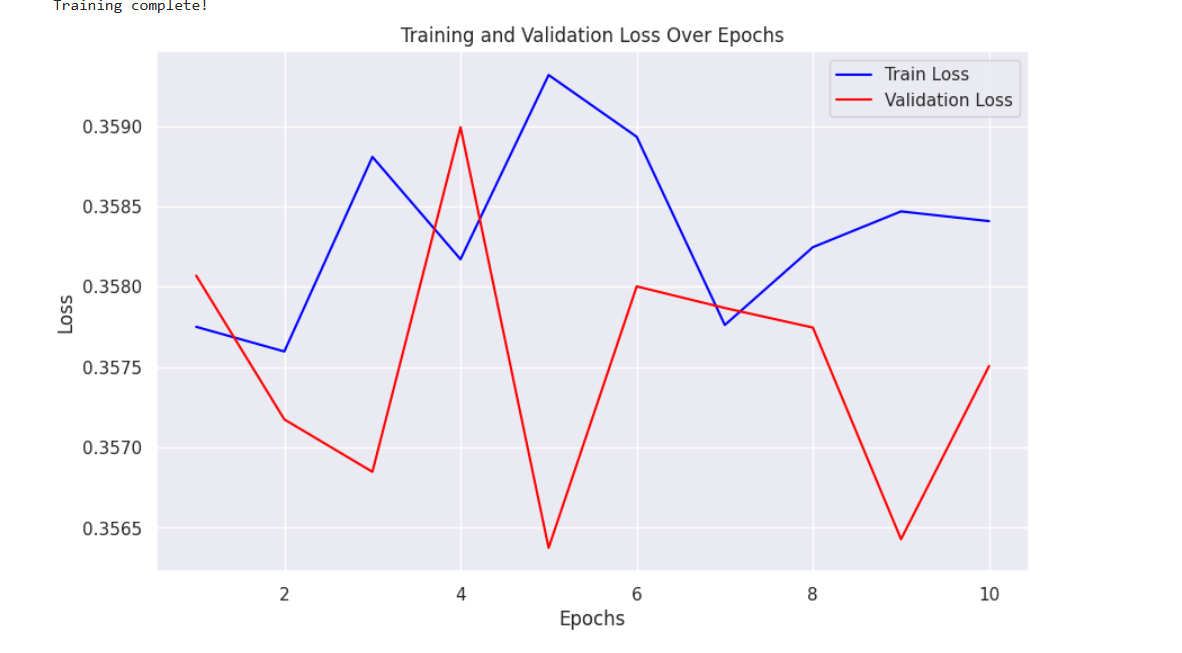 Training complete!
Training and Validation Loss Over Epochs
Train Loss
Validation Loss
0.3590
0.3585
0.3580
0.3575
0.3570
0.3565
Loss
2 4 6 8 10
Epochs